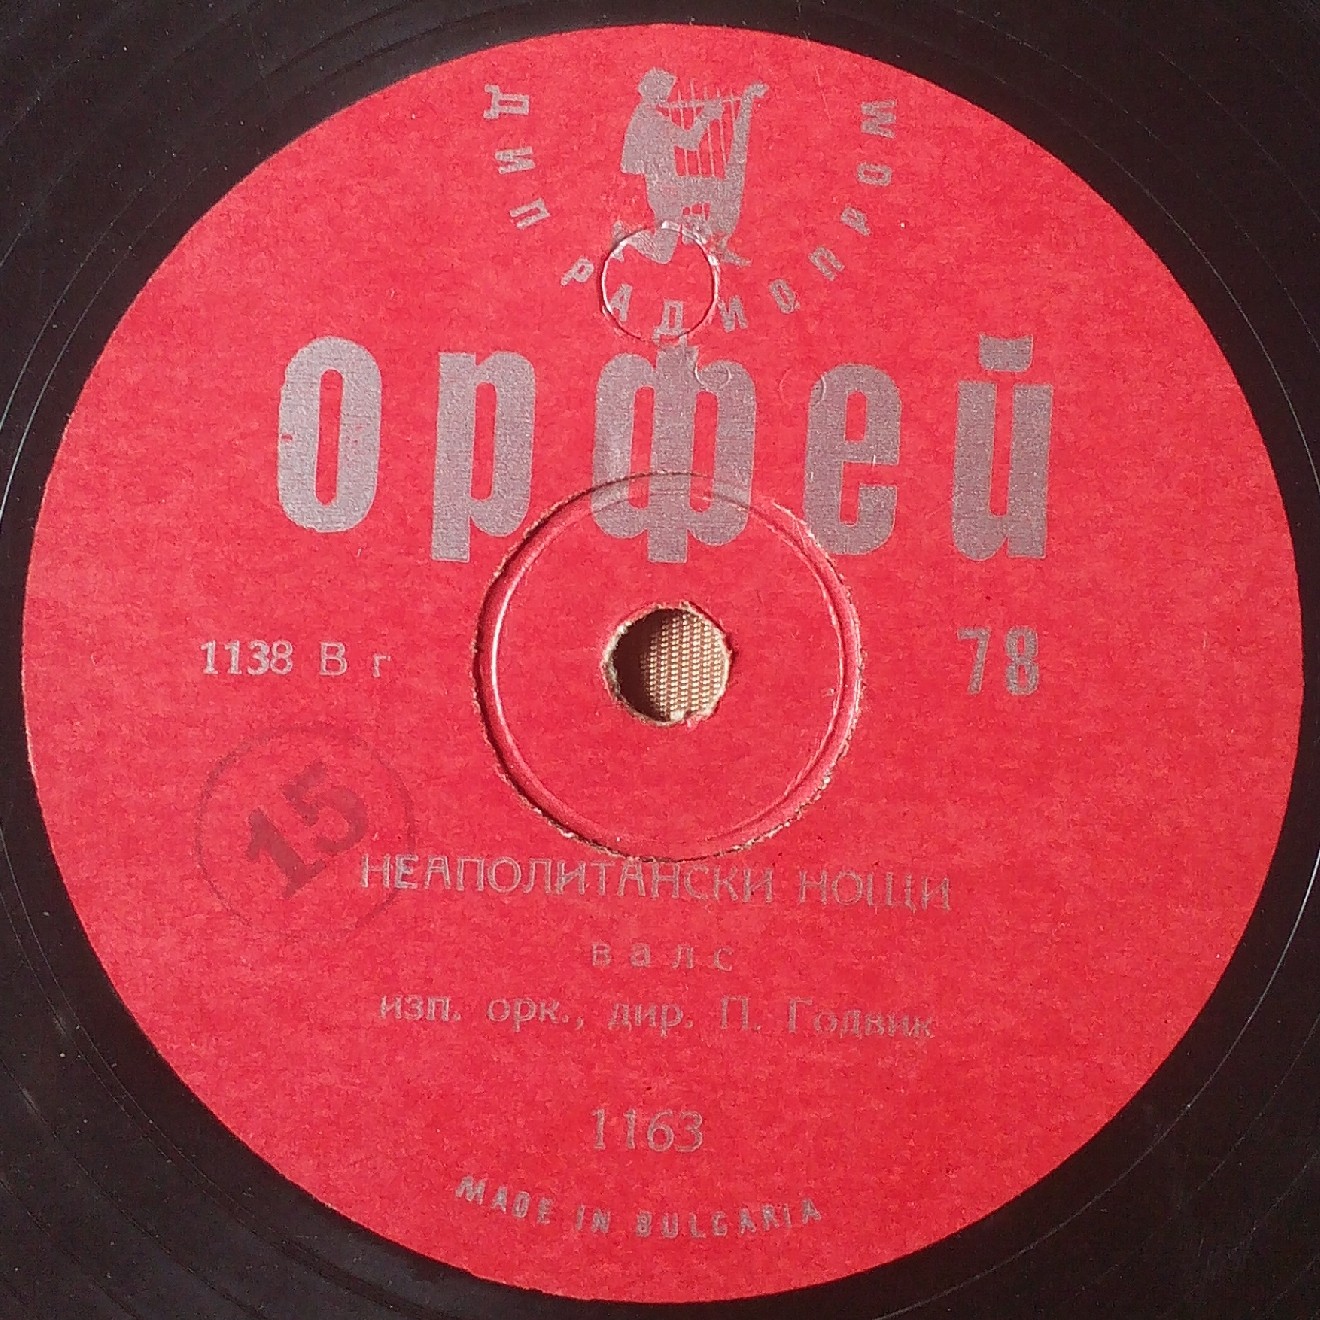 ДИП РАДИОПРОМ
орфей
1138 В г
78
15
НЕАПОЛИТАНСКИ НОЩИ
валс
изп. орк., дир. П. Годвик
1163
MADE IN BULGARIA